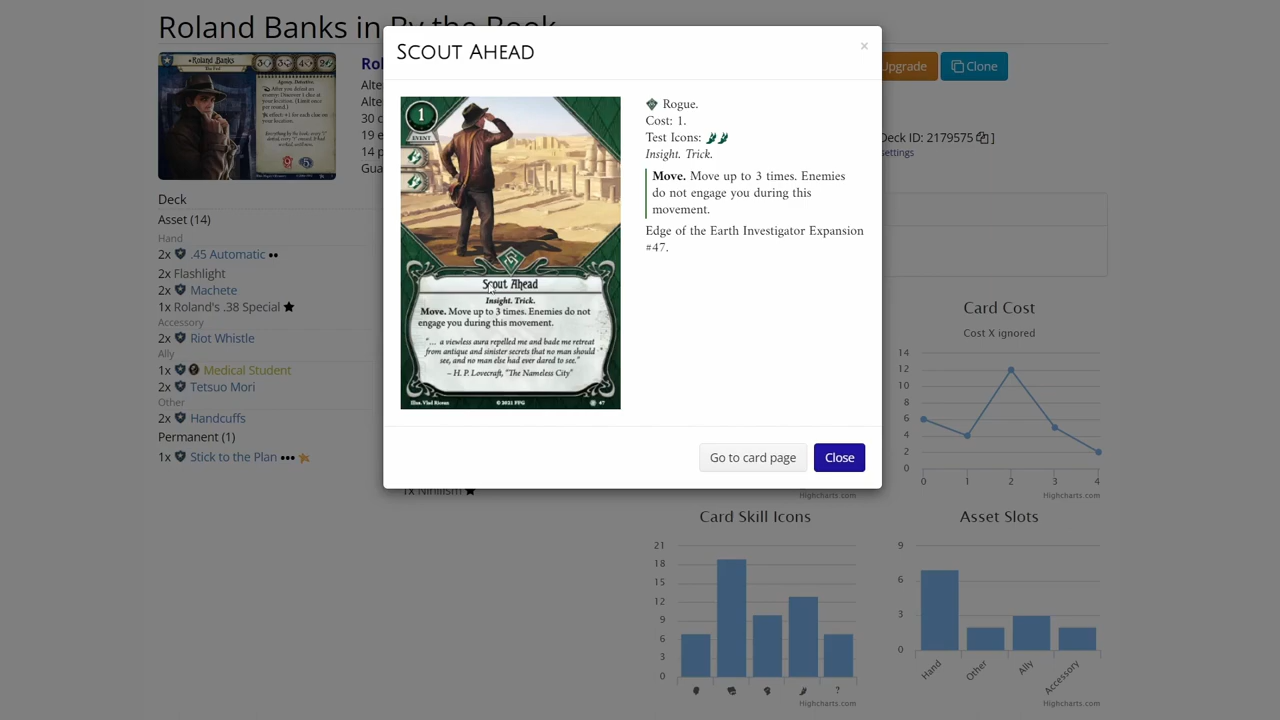 Roland Banks in By the Book
SCOUT AHEAD
×
Upgrade
Clone
Roland Banks
1
EVENT
Scout Ahead
Insight. Trick.
Move. Move up to 3 times. Enemies do not
engage you during this movement.
"... a viewless aura repelled me and bade me retreat
from antique and sinister secrets that no man should
see, and no man else had ever dared to see."
– H. P. Lovecraft, "The Nameless City"
Illus. Vlad Ricean
© 2021 FFG
47
Rogue.
Cost: 1.
Test Icons:
Insight. Trick.
Move. Move up to 3 times. Enemies
do not engage you during this
movement.
Edge of the Earth Investigator Expansion
#47.
Go to card page
Close
Deck ID: 2179575 ]
settings
Deck
Asset (14)
Hand
2x .45 Automatic ••
2x Flashlight
2x Machete
1x Roland's .38 Special ★
Accessory
2x Riot Whistle
Ally
1x Medical Student
2x Tetsuo Mori
Other
2x Handcuffs
Permanent (1)
1x Stick to the Plan •••
1x Nihilism ★
Card Cost
Cost X ignored
14
12
10
8
6
4
2
0
0 1 2 3 4
Highcharts.com
Highcharts.com
Card Skill Icons
21
18
15
12
9
6
3
0
?
Highcharts.com
Asset Slots
9
6
3
0
Hand
Other
Ally
Accessory
Highcharts.com